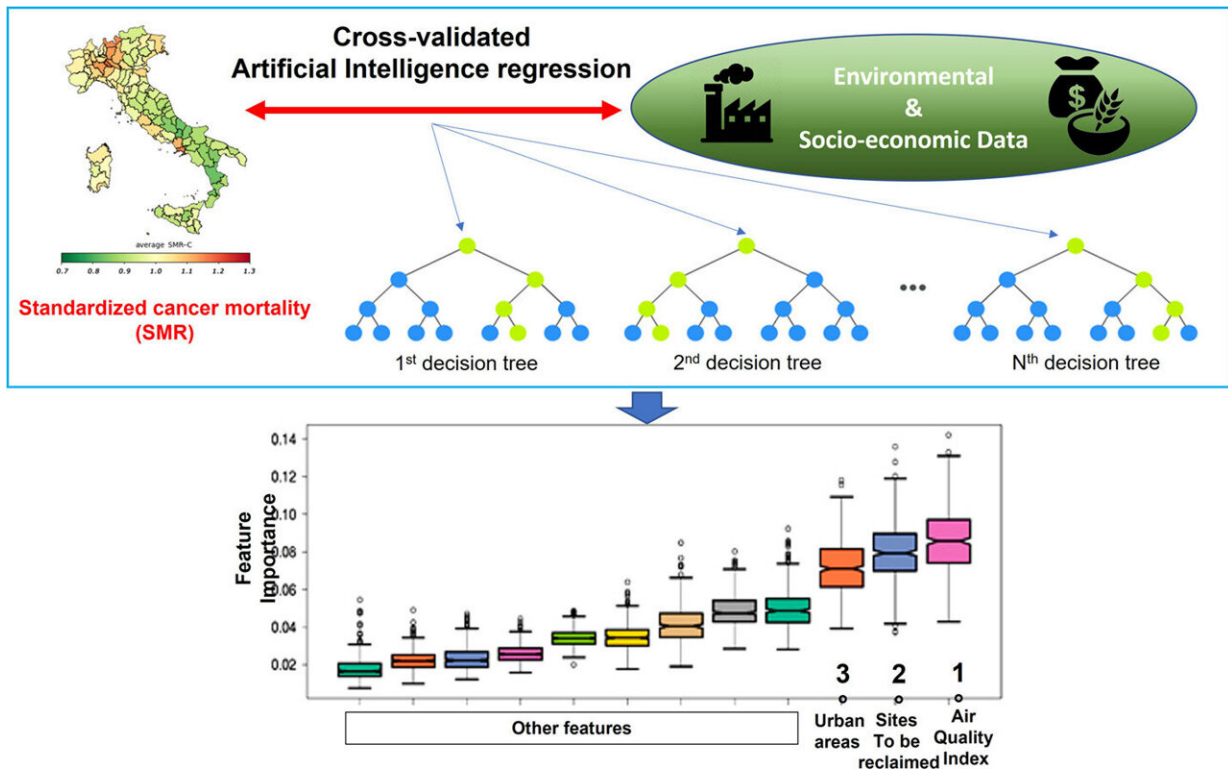 Cross-validated
Artificial Intelligence regression
Environmental
&
Socio-economic Data
$
average SMR-C
0.7 0.8 0.9 1.0 1.1 1.2 1.3
Standardized cancer mortality
(SMR)
...
1st decision tree
2nd decision tree
Nth decision tree
Feature
Importance
0.14
0.12
0.10
0.08
0.06
0.04
0.02
3 2 1
Other features
Urban
areas
Sites
To be
reclaimed
Air
Quality
Index